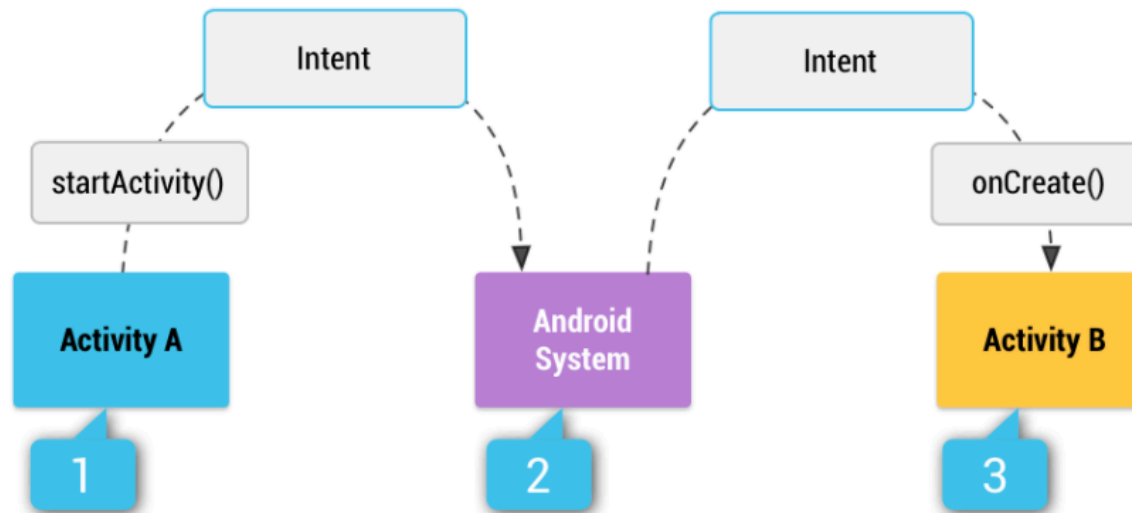 Intent
Intent
startActivity()
onCreate()
Activity A
Android
System
Activity B
1
2
3